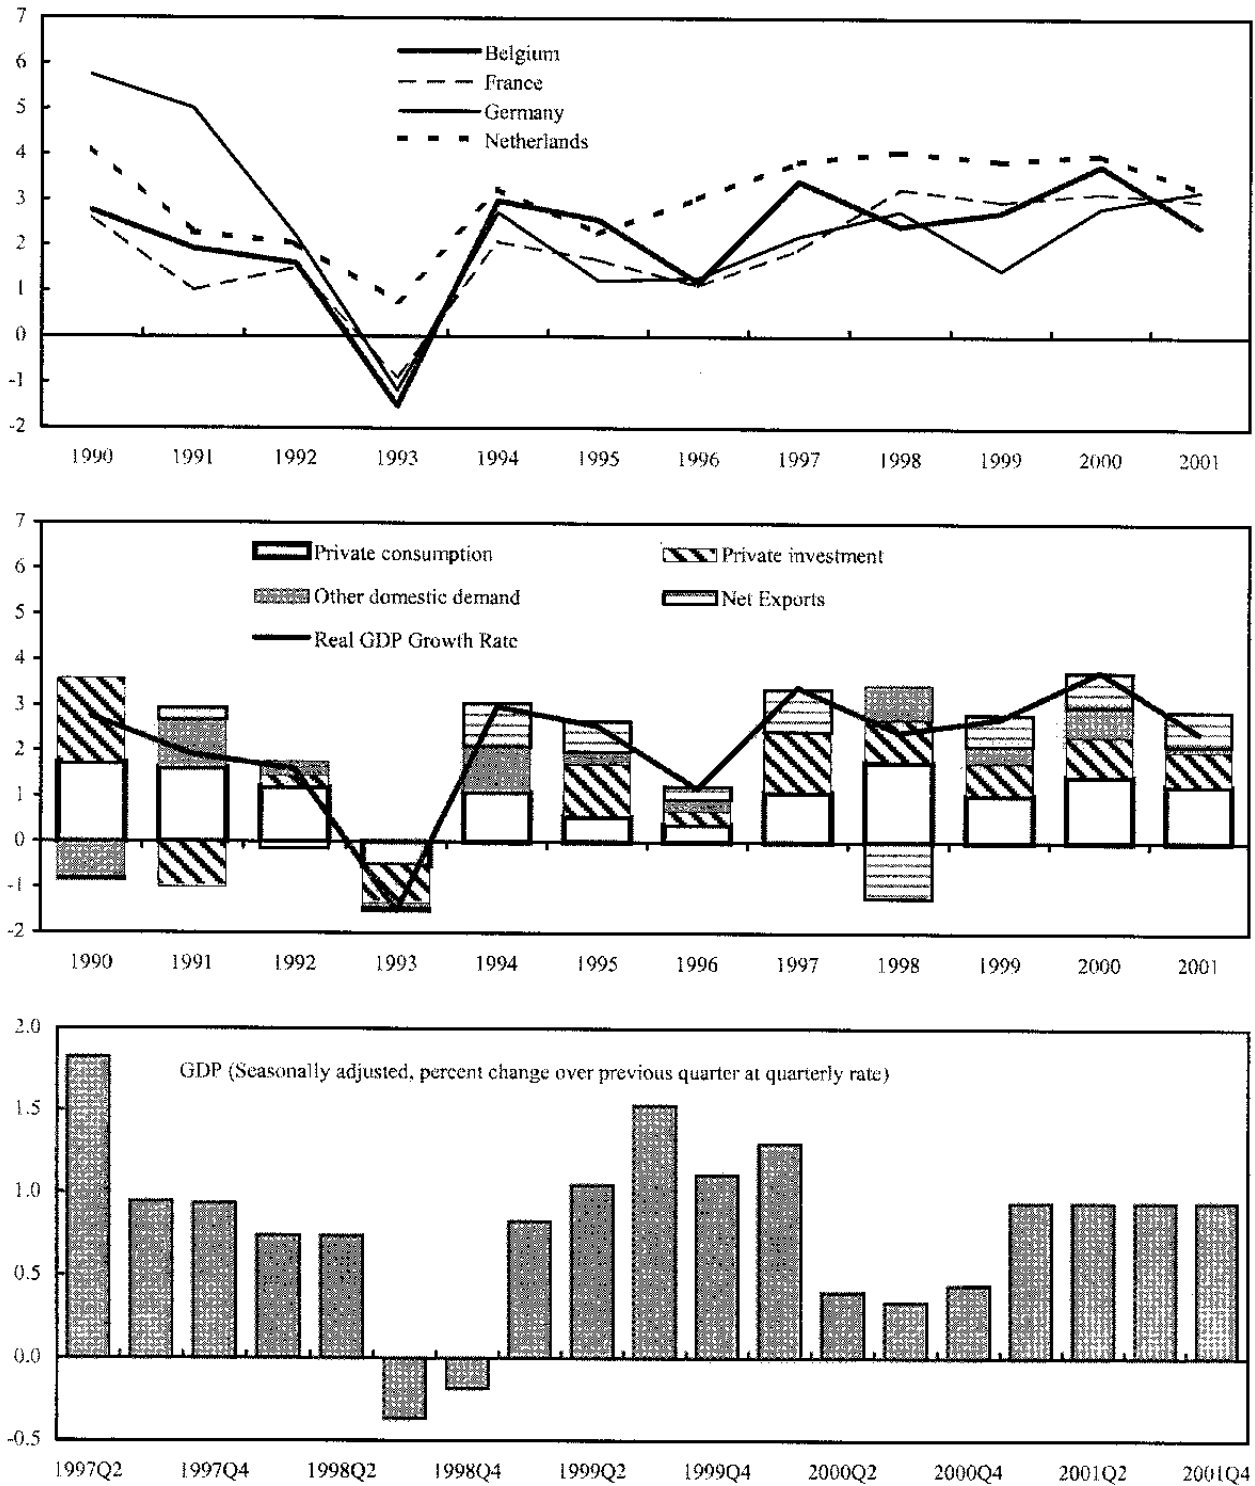 7
6
5
4
3
2
1
0
-1
-2
Belgium
France
Germany
Netherlands
1990 1991 1992 1993 1994 1995 1996 1997 1998 1999 2000 2001
7
6
5
4
3
2
1
0
-1
-2
Private consumption Private investment
Other domestic demand Net Exports
Real GDP Growth Rate
1990 1991 1992 1993 1994 1995 1996 1997 1998 1999 2000 2001
2.0
1.5
1.0
0.5
0.0
-0.5
GDP (Seasonally adjusted, percent change over previous quarter at quarterly rate)
1997Q2 1997Q4 1998Q2 1998Q4 1999Q2 1999Q4 2000Q2 2000Q4 2001Q2 2001Q4